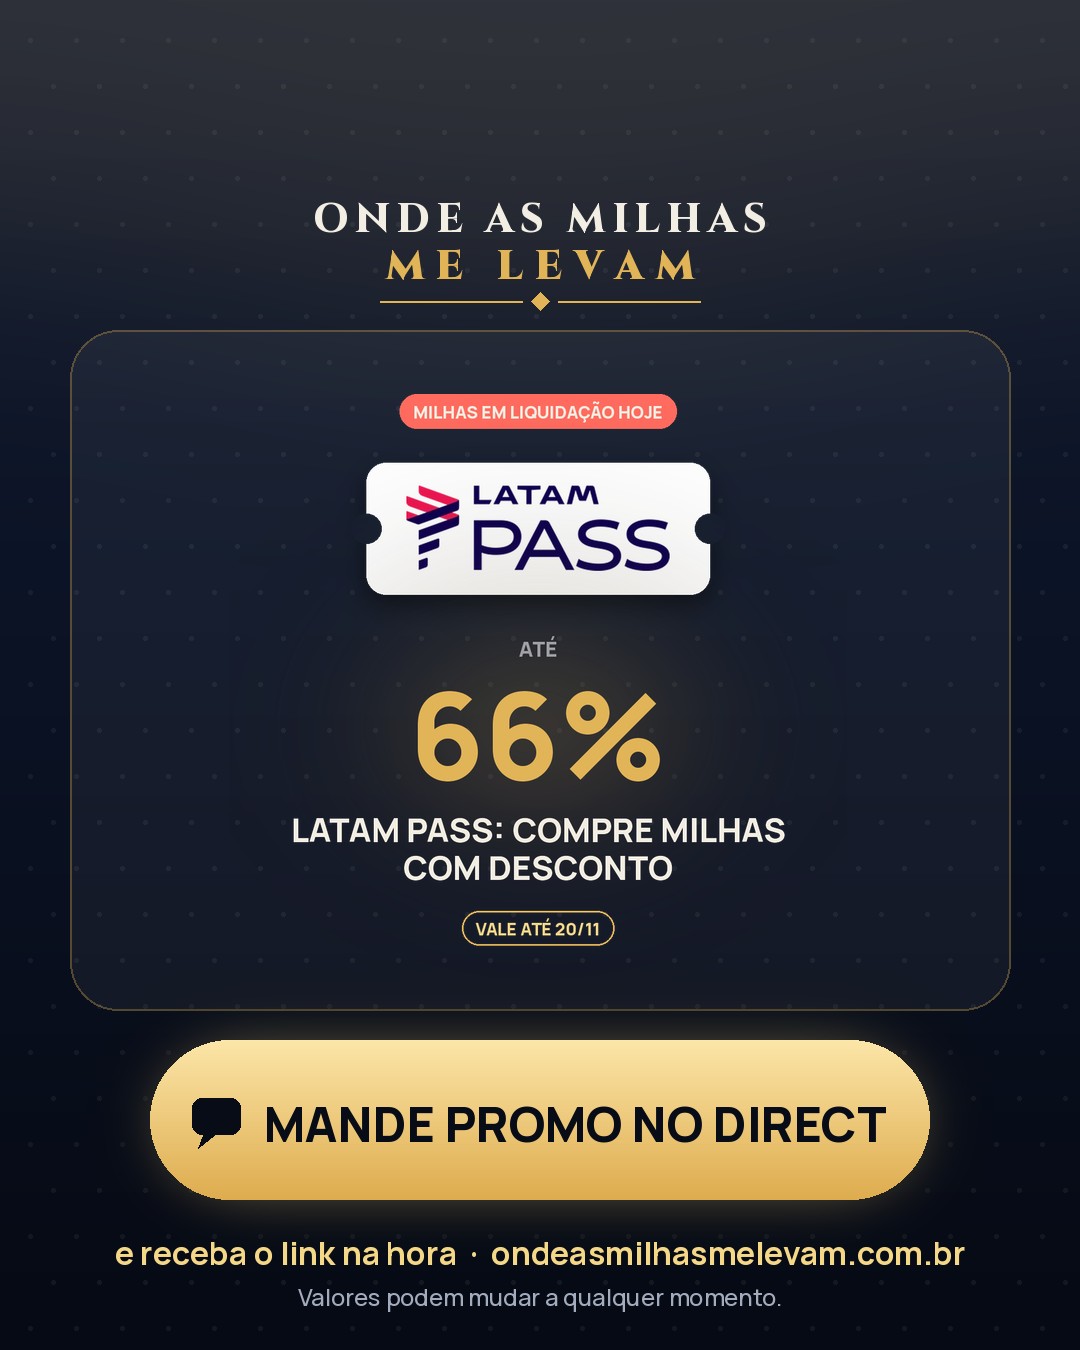 ONDE AS MILHAS
ME LEVAM
MILHAS EM LIQUIDAÇÃO HOJE
LATAM
PASS
ATÉ
66%
LATAM PASS: COMPRE MILHAS
COM DESCONTO
VALE ATÉ 20/11
MANDE PROMO NO DIRECT
e receba o link na hora · ondeasmilhasmelevam.com.br
Valores podem mudar a qualquer momento.